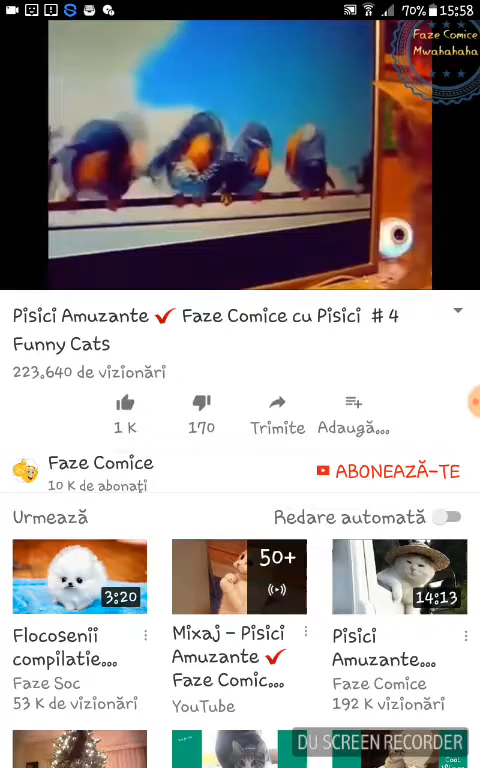 70% 15:58
Faze Comice
Mwahahaha
Pisici Amuzante ✔ Faze Comice cu Pisici # 4
Funny Cats
223.640 de vizionări
1 K
170
Trimite
Adaugă...
Faze Comice
10 K de abonați
ABONEAZĂ-TE
Urmează
Redare automată
3:20
50+
14:13
Flocosenii
compilatie...
Faze Soc
53 K de vizionări
Mixaj - Pisici
Amuzante ✔
Faze Comic...
YouTube
Pisici
Amuzante...
Faze Comice
192 K de vizionări
DU SCREEN RECORDER
Cool